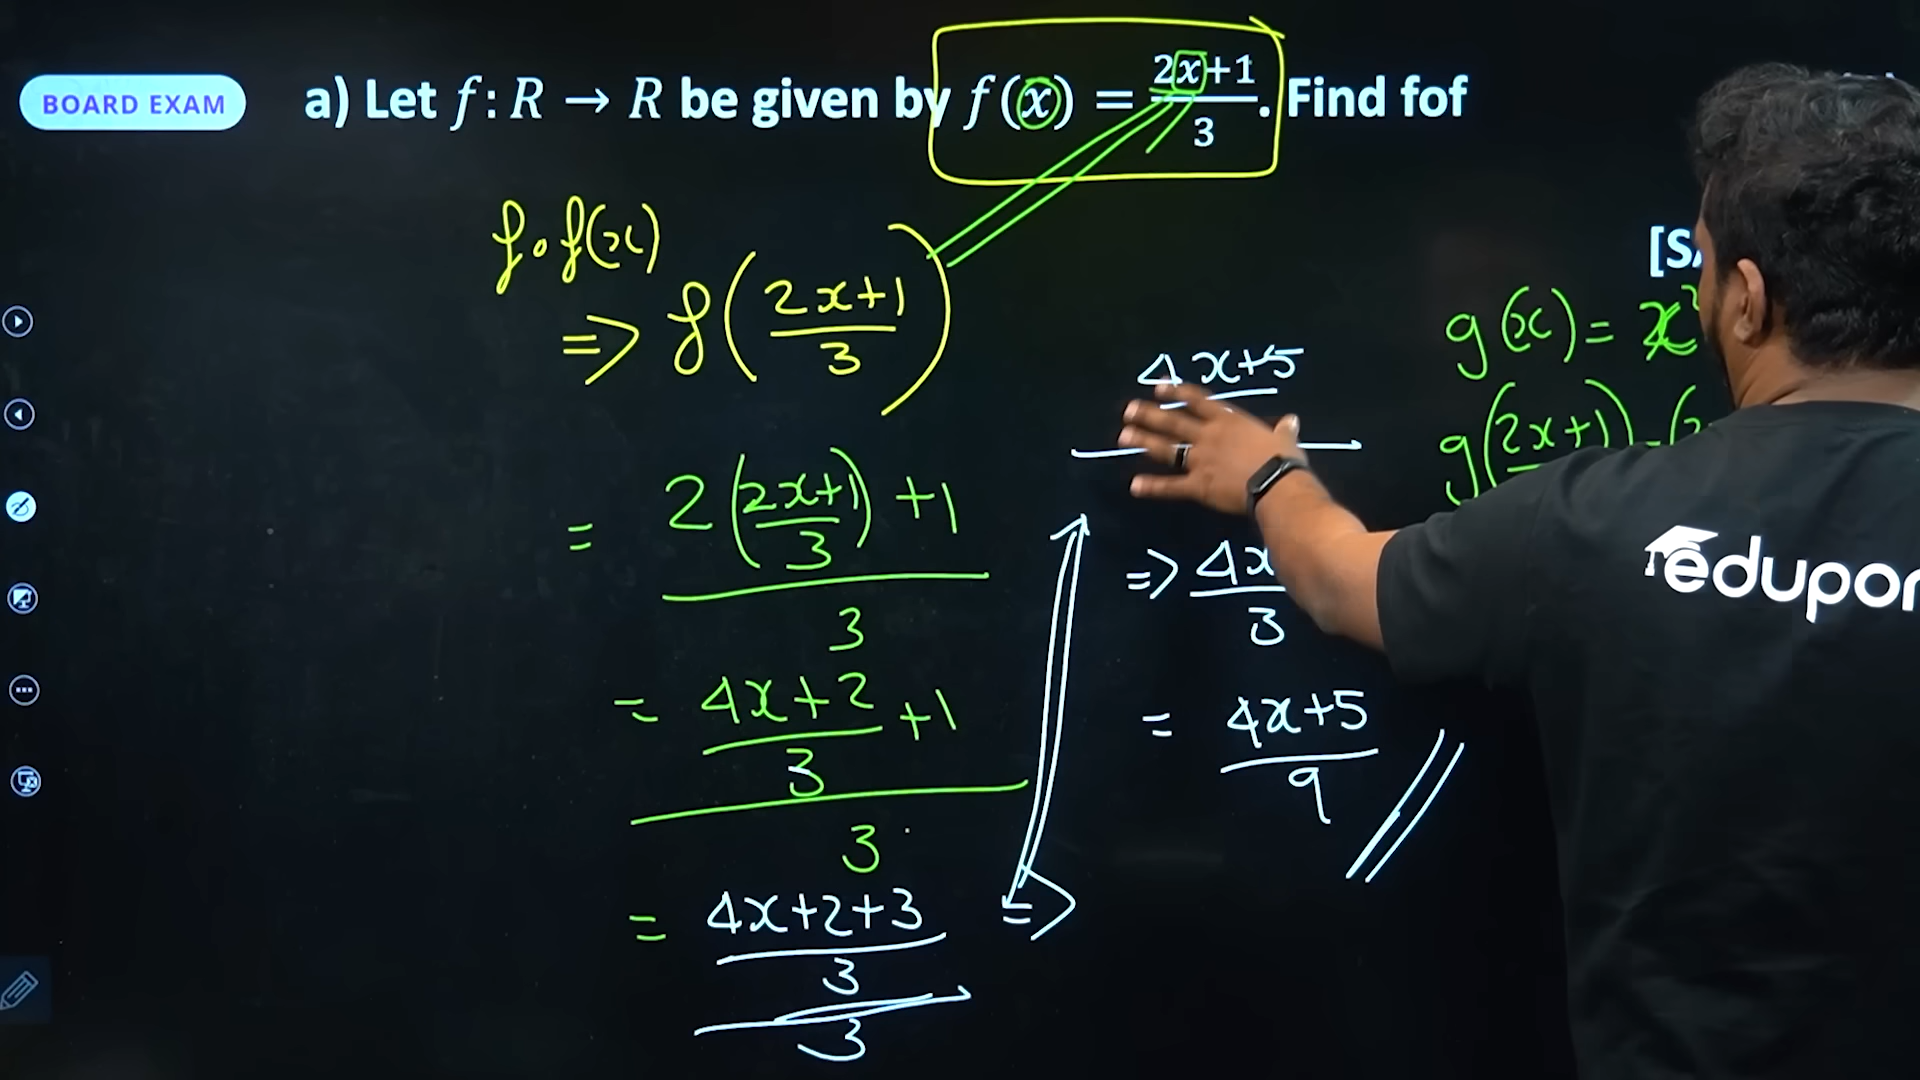 BOARD EXAM
a) Let f: R → R be given by f(x) = (2x+1)/3. Find fof
f∘f(x)
=> f((2x+1)/3)
= (2((2x+1)/3) + 1)/3
= ((4x+2)/3 + 1)/3
= ((4x+2+3)/3)/3
=>
4x+5
=> 4x
3
= (4x+5)/9
g(x) = x²
g(2x+1)
edupor